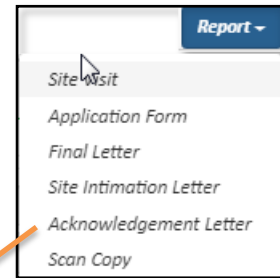 Report
Site Visit
Application Form
Final Letter
Site Intimation Letter
Acknowledgement Letter
Scan Copy